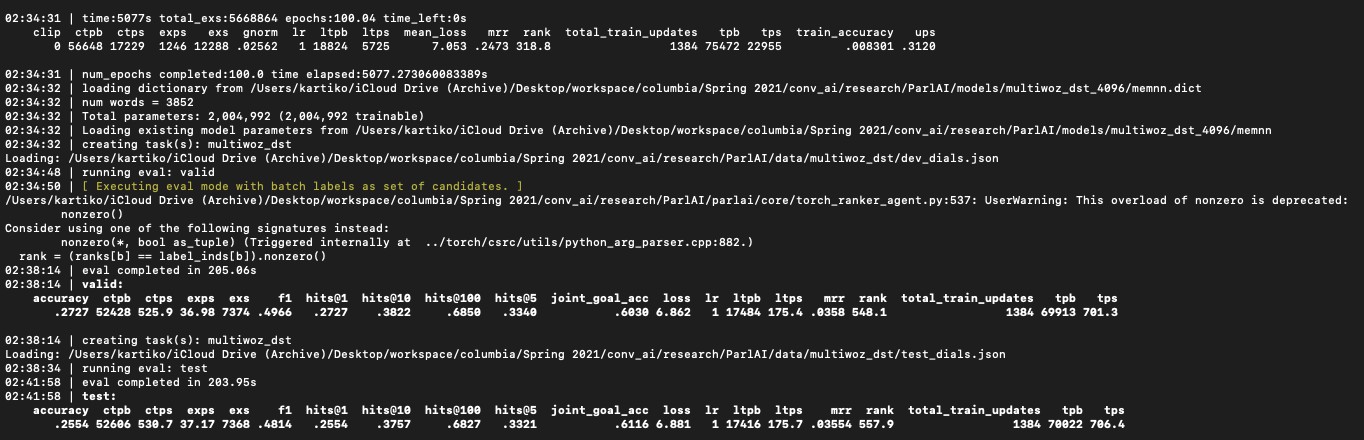 02:34:31 | time:5077s total_exs:5668864 epochs:100.04 time_left:0s
clip ctpb ctps exps exs gnorm lr ltpb ltps mean_loss mrr rank total_train_updates tpb tps train_accuracy ups
0 56648 17229 1246 12288 .02562 1 18824 5725 7.053 .2473 318.8 1384 75472 22955 .008301 .3120
02:34:31 | num_epochs completed:100.0 time elapsed:5077.273060083389s
02:34:32 | loading dictionary from /Users/kartiko/iCloud Drive (Archive)/Desktop/workspace/columbia/Spring 2021/conv_ai/research/ParlAI/models/multiwoz_dst_4096/memnn.dict
02:34:32 | num words = 3852
02:34:32 | Total parameters: 2,004,992 (2,004,992 trainable)
02:34:32 | Loading existing model parameters from /Users/kartiko/iCloud Drive (Archive)/Desktop/workspace/columbia/Spring 2021/conv_ai/research/ParlAI/models/multiwoz_dst_4096/memnn
02:34:32 | creating task(s): multiwoz_dst
Loading: /Users/kartiko/iCloud Drive (Archive)/Desktop/workspace/columbia/Spring 2021/conv_ai/research/ParlAI/data/multiwoz_dst/dev_dials.json
02:34:48 | running eval: valid
02:34:50 | [ Executing eval mode with batch labels as set of candidates. ]
/Users/kartiko/iCloud Drive (Archive)/Desktop/workspace/columbia/Spring 2021/conv_ai/research/ParlAI/parlai/core/torch_ranker_agent.py:537: UserWarning: This overload of nonzero is deprecated:
nonzero()
Consider using one of the following signatures instead:
nonzero(*, bool as_tuple) (Triggered internally at ../torch/csrc/utils/python_arg_parser.cpp:882.)
rank = (ranks[b] == label_inds[b]).nonzero()
02:38:14 | eval completed in 205.06s
02:38:14 | valid:
accuracy ctpb ctps exps exs f1 hits@1 hits@10 hits@100 hits@5 joint_goal_acc loss lr ltpb ltps mrr rank total_train_updates tpb tps
.2727 52428 525.9 36.98 7374 .4966 .2727 .3822 .6850 .3340 .6030 6.862 1 17484 175.4 .0358 548.1 1384 69913 701.3
02:38:14 | creating task(s): multiwoz_dst
Loading: /Users/kartiko/iCloud Drive (Archive)/Desktop/workspace/columbia/Spring 2021/conv_ai/research/ParlAI/data/multiwoz_dst/test_dials.json
02:38:34 | running eval: test
02:41:58 | eval completed in 203.95s
02:41:58 | test:
accuracy ctpb ctps exps exs f1 hits@1 hits@10 hits@100 hits@5 joint_goal_acc loss lr ltpb ltps mrr rank total_train_updates tpb tps
.2554 52606 530.7 37.17 7368 .4814 .2554 .3757 .6827 .3321 .6116 6.881 1 17416 175.7 .03554 557.9 1384 70022 706.4